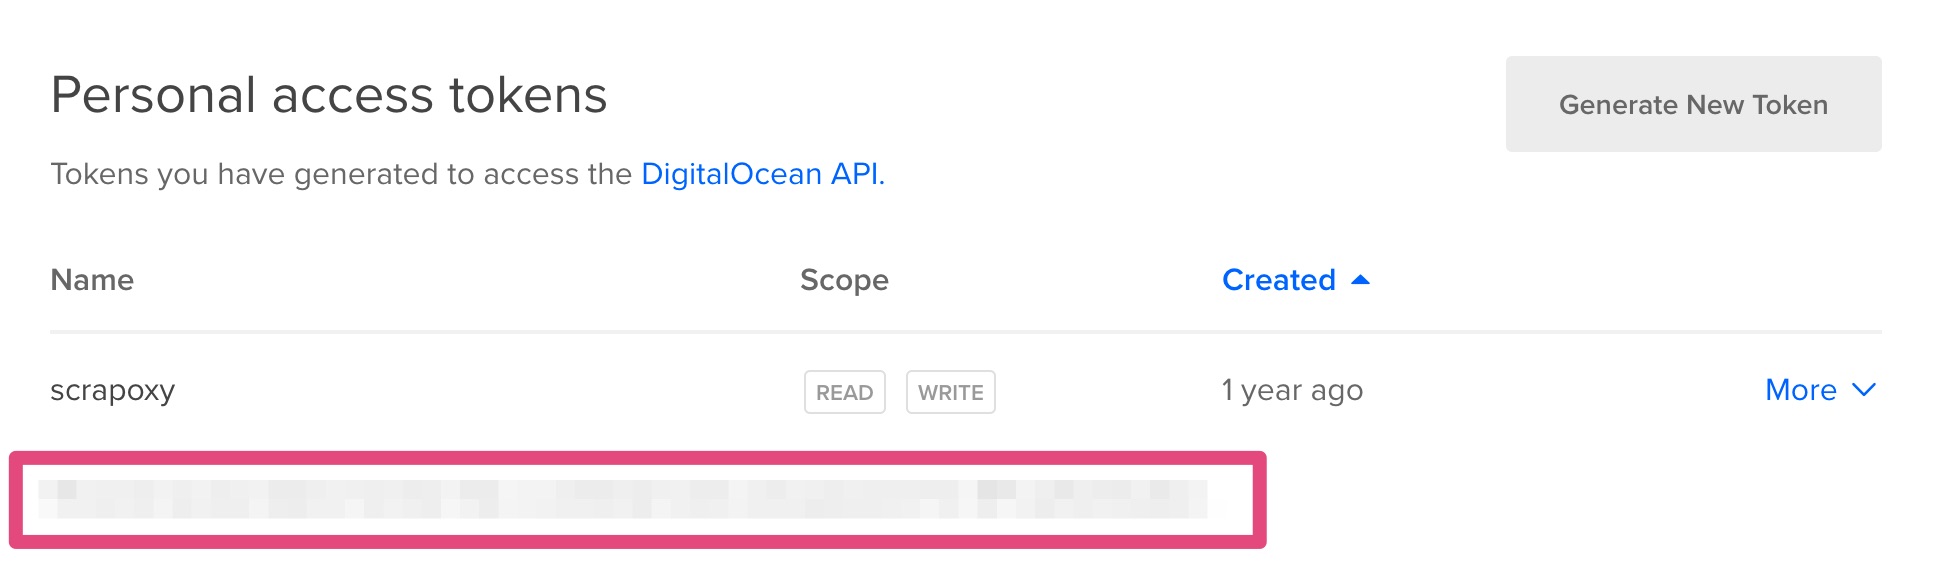 Personal access tokens
Generate New Token
Tokens you have generated to access the DigitalOcean API.
Name Scope Created
scrapoxy READ WRITE 1 year ago More